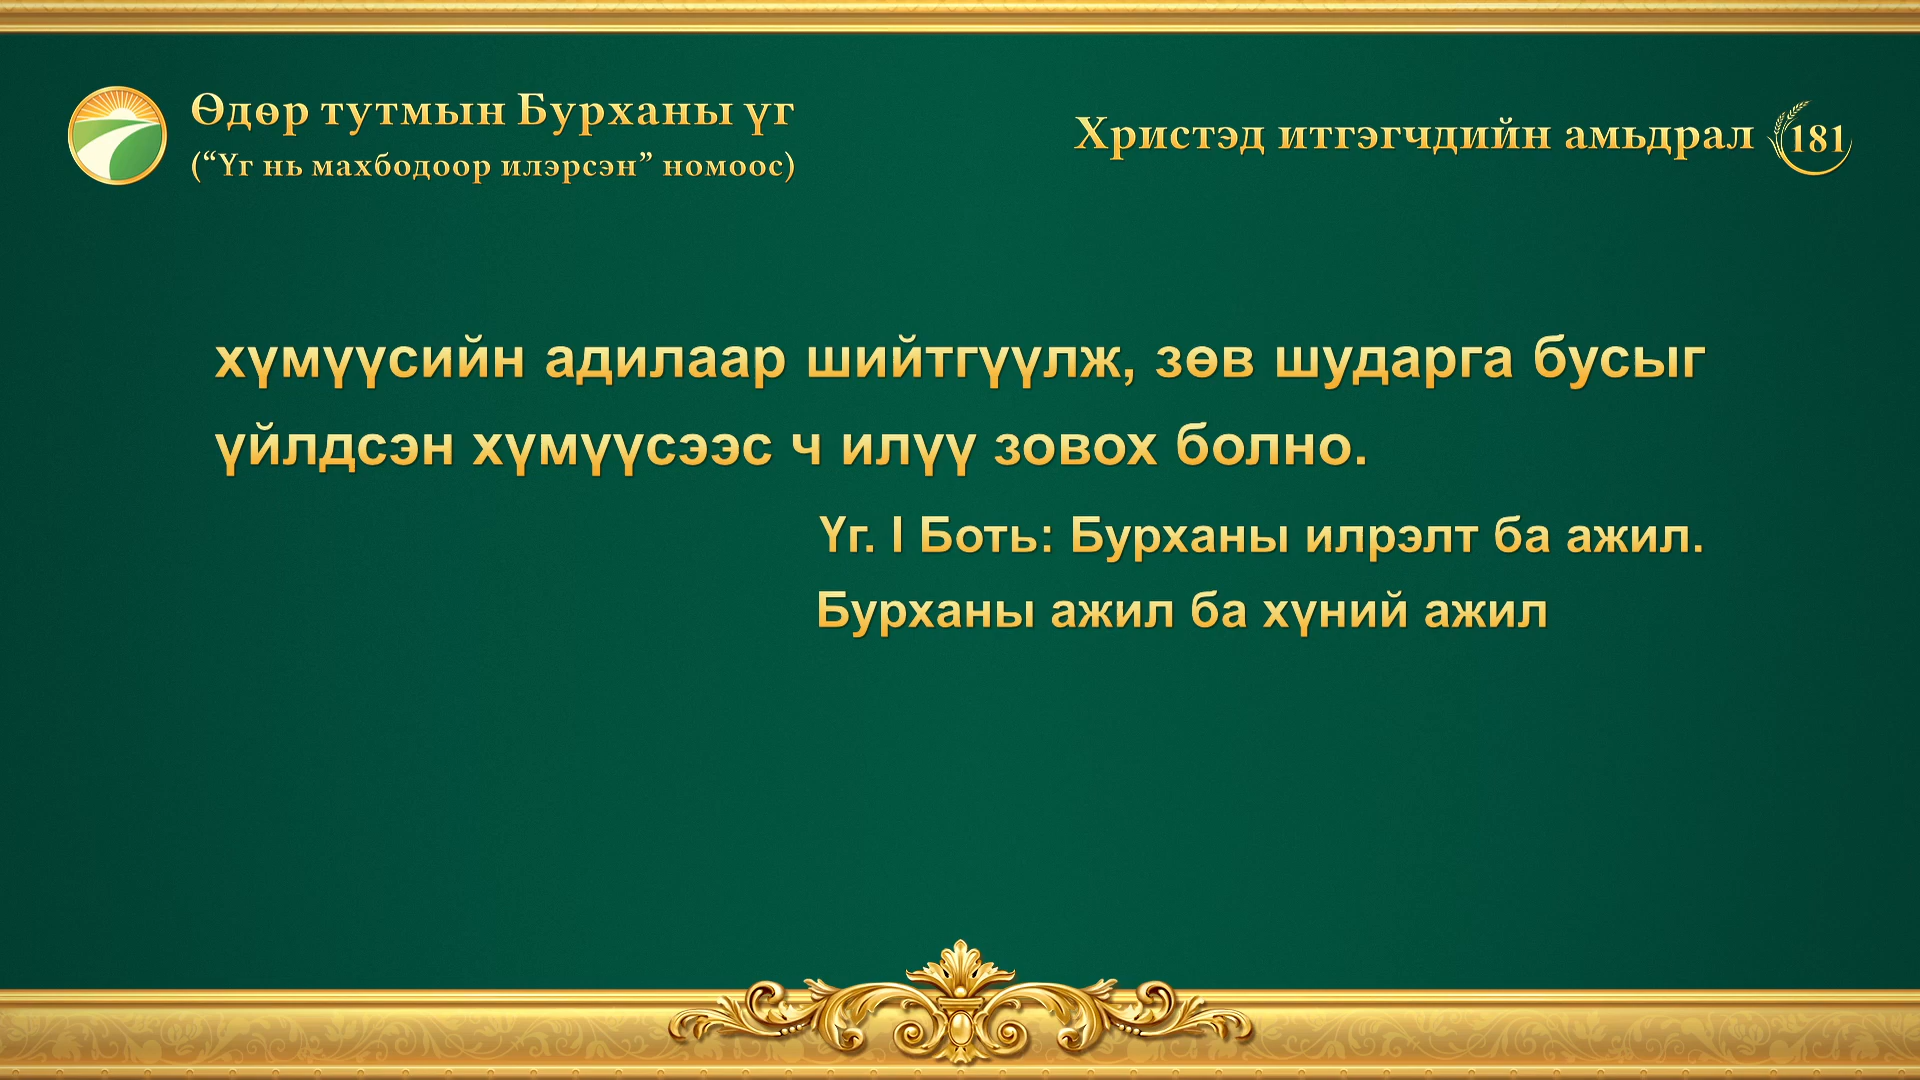 Өдөр тутмын Бурханы үг
(“Үг нь махбодоор илэрсэн” номоос)
Христэд итгэгчдийн амьдрал 181
хүмүүсийн адилаар шийтгүүлж, зөв шударга бусыг
үйлдсэн хүмүүсээс ч илүү зовох болно.
Үг. I Боть: Бурханы илрэлт ба ажил.
Бурханы ажил ба хүний ажил